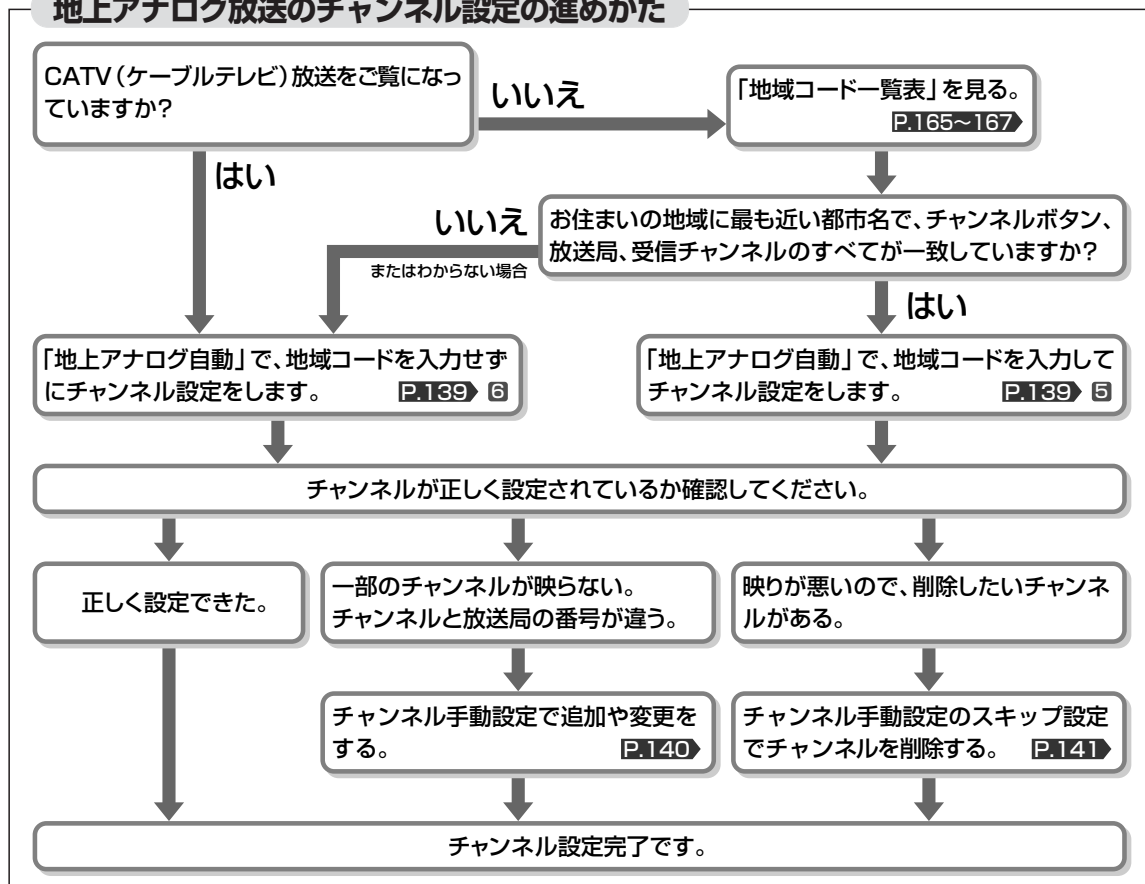 地上アナログ放送のチャンネル設定の進めかた
CATV（ケーブルテレビ）放送をご覧になっ
ていますか？
いいえ
「地域コード一覧表」を見る。
P.165～167
はい
いいえ
またはわからない場合
お住まいの地域に最も近い都市名で、チャンネルボタン、
放送局、受信チャンネルのすべてが一致していますか？
はい
「地上アナログ自動」で、地域コードを入力せず
にチャンネル設定をします。 P.139 6
「地上アナログ自動」で、地域コードを入力して
チャンネル設定をします。 P.139 5
チャンネルが正しく設定されているか確認してください。
正しく設定できた。
一部のチャンネルが映らない。
チャンネルと放送局の番号が違う。
映りが悪いので、削除したいチャンネ
ルがある。
チャンネル手動設定で追加や変更を
する。 P.140
チャンネル手動設定のスキップ設定
でチャンネルを削除する。 P.141
チャンネル設定完了です。